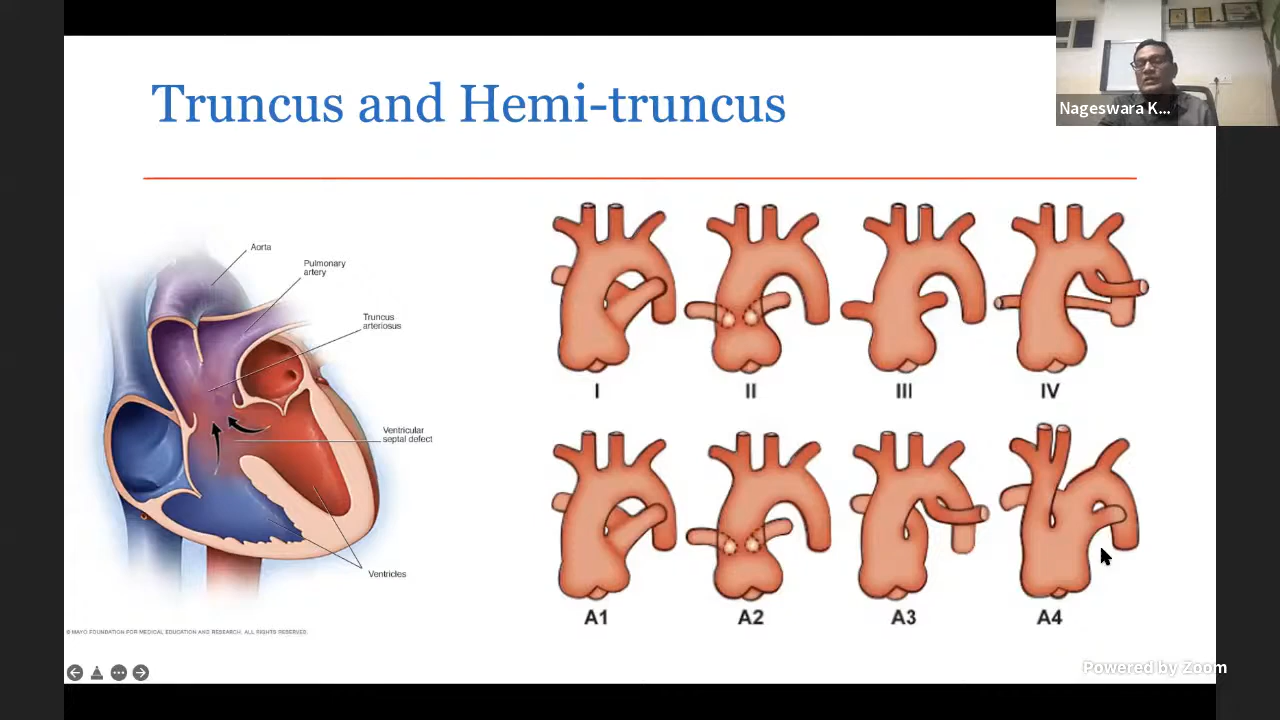 Truncus and Hemi-truncus
Nageswara K...
Aorta
Pulmonary
artery
Truncus
arteriosus
Ventricular
septal defect
Ventricles
© MAYO FOUNDATION FOR MEDICAL EDUCATION AND RESEARCH. ALL RIGHTS RESERVED.
I II III IV
A1 A2 A3 A4
Powered by Zoom